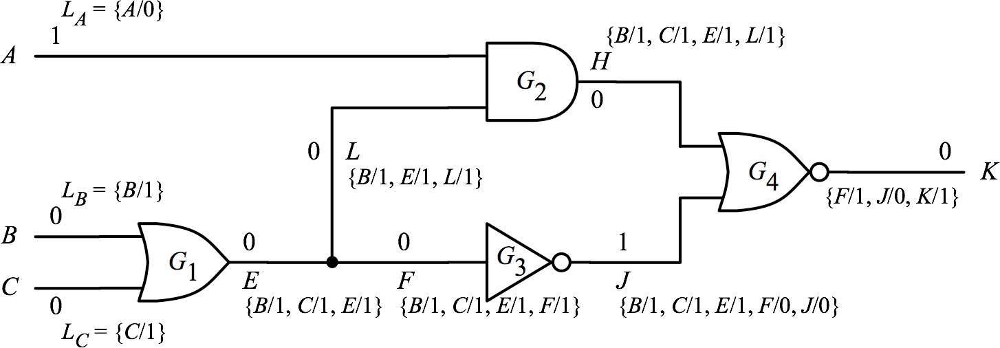 L_A = {A/0}
1
A
{B/1, C/1, E/1, L/1}
H
G_2
0
0
L
{B/1, E/1, L/1}
0
G_4
K
{F/1, J/0, K/1}
L_B = {B/1}
0
B
0
0
1
G_1
G_3
C
E
F
J
0
{B/1, C/1, E/1}
{B/1, C/1, E/1, F/1}
{B/1, C/1, E/1, F/0, J/0}
L_C = {C/1}